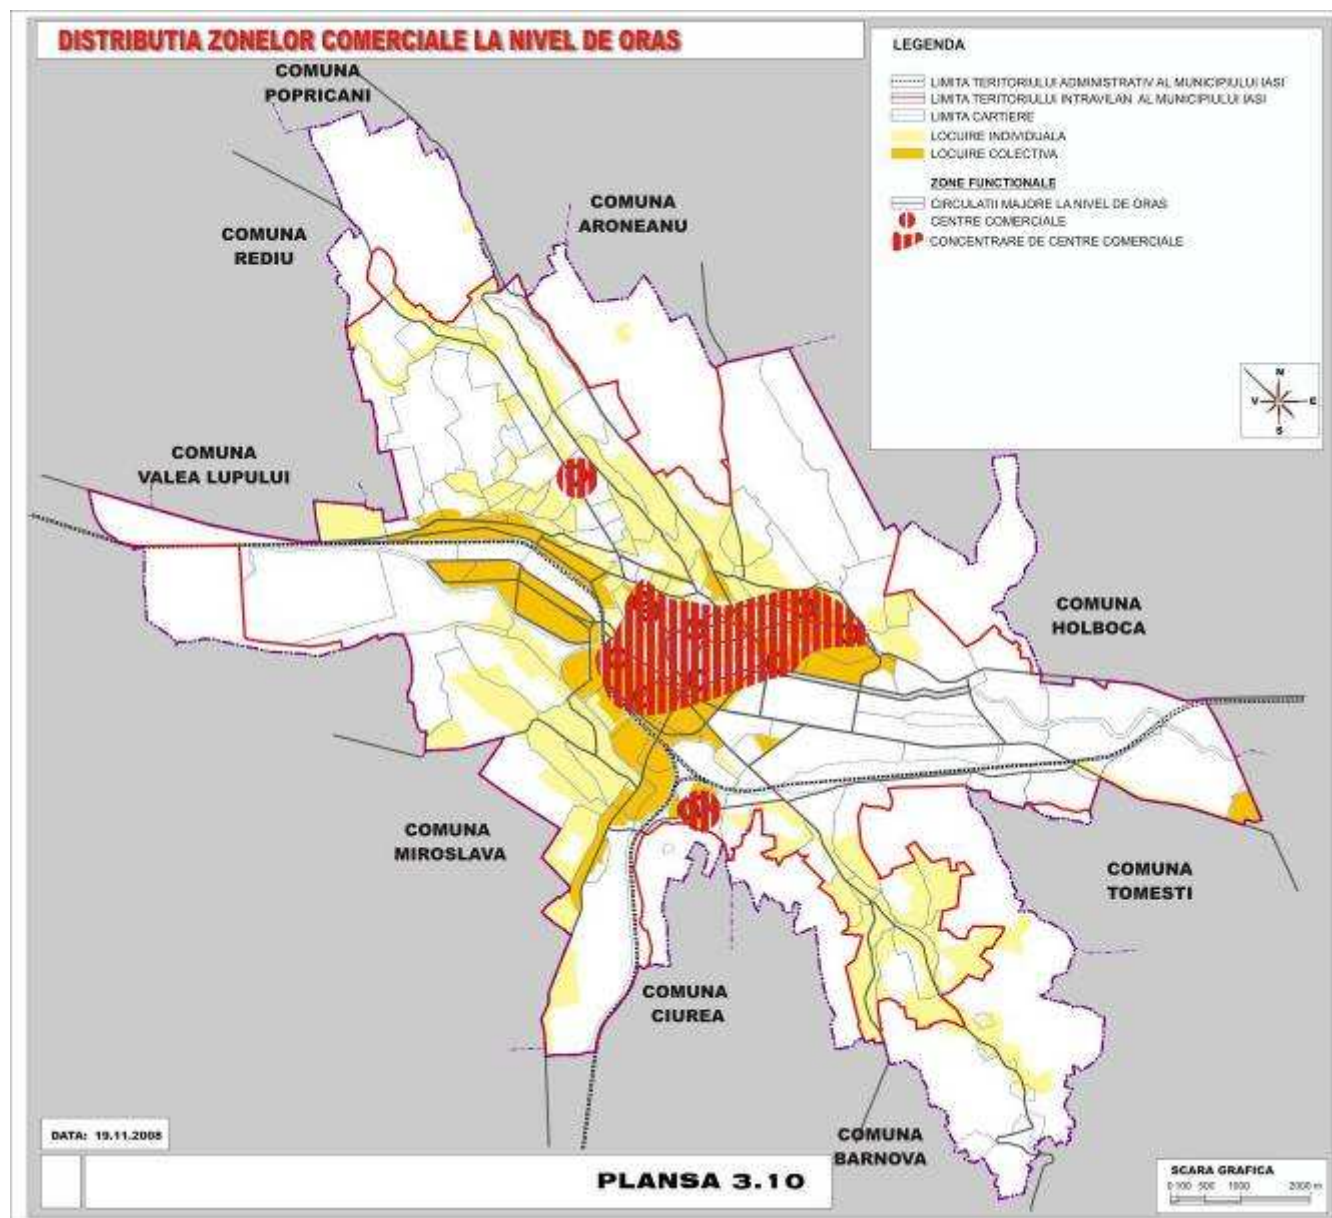 DISTRIBUTIA ZONELOR COMERCIALE LA NIVEL DE ORAS
LEGENDA
LIMITA TERITORIULUI ADMINISTRATIV AL MUNICIPIULUI IASI
LIMITA TERITORIULUI INTRAVILAN AL MUNICIPIULUI IASI
LIMITA CARTIERE
LOCUIRE INDIVIDUALA
LOCUIRE COLECTIVA
ZONE FUNCTIONALE
CIRCULATII MAJORE LA NIVEL DE ORAS
CENTRE COMERCIALE
CONCENTRARE DE CENTRE COMERCIALE
N
V E
S
COMUNA
POPRICANI
COMUNA
ARONEANU
COMUNA
REDIU
COMUNA
VALEA LUPULUI
COMUNA
HOLBOCA
COMUNA
MIROSLAVA
COMUNA
TOMESTI
COMUNA
CIUREA
COMUNA
BARNOVA
DATA: 19.11.2008
PLANSA 3.10
SCARA GRAFICA
0 100 500 1000 2000 m